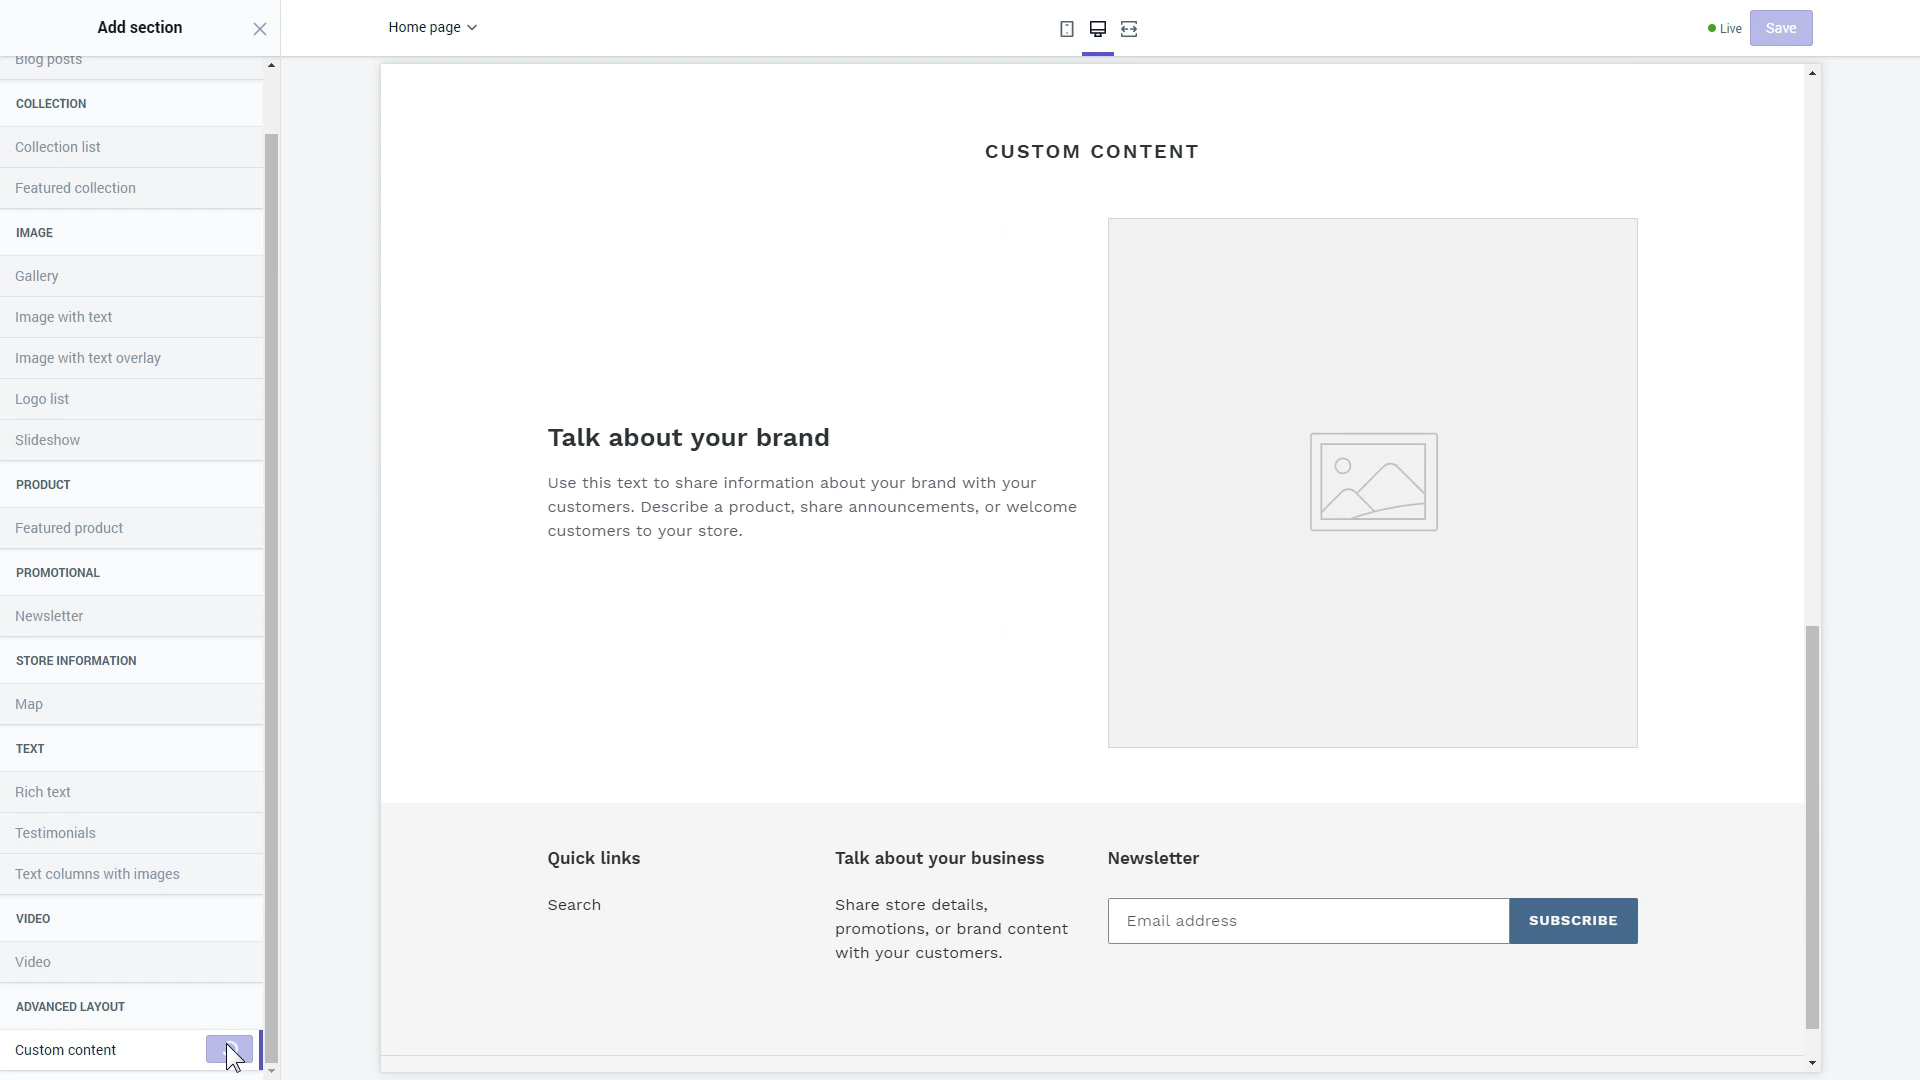 Add section
Home page
Live
Save
Blog posts
COLLECTION
Collection list
Featured collection
IMAGE
Gallery
Image with text
Image with text overlay
Logo list
Slideshow
PRODUCT
Featured product
PROMOTIONAL
Newsletter
STORE INFORMATION
Map
TEXT
Rich text
Testimonials
Text columns with images
VIDEO
Video
ADVANCED LAYOUT
Custom content
CUSTOM CONTENT
Talk about your brand
Use this text to share information about your brand with your
customers. Describe a product, share announcements, or welcome
customers to your store.
Quick links
Search
Talk about your business
Share store details,
promotions, or brand content
with your customers.
Newsletter
Email address
SUBSCRIBE